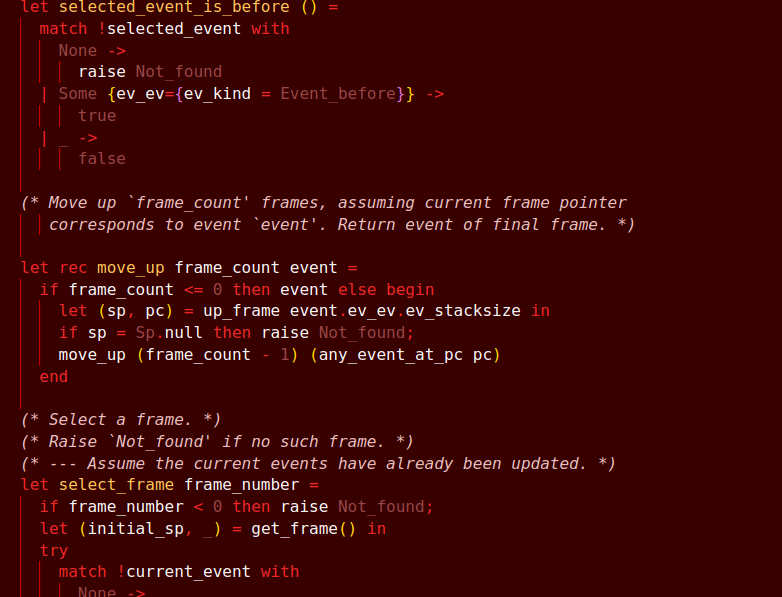 let selected_event_is_before () =
  match !selected_event with
    None ->
      raise Not_found
  | Some {ev_ev={ev_kind = Event_before}} ->
      true
  | _ ->
      false
(* Move up `frame_count' frames, assuming current frame pointer
   corresponds to event `event'. Return event of final frame. *)
let rec move_up frame_count event =
  if frame_count <= 0 then event else begin
    let (sp, pc) = up_frame event.ev_ev.ev_stacksize in
    if sp = Sp.null then raise Not_found;
    move_up (frame_count - 1) (any_event_at_pc pc)
  end
(* Select a frame. *)
(* Raise `Not_found' if no such frame. *)
(* --- Assume the current events have already been updated. *)
let select_frame frame_number =
  if frame_number < 0 then raise Not_found;
  let (initial_sp, _) = get_frame() in
  try
    match !current_event with
      None ->